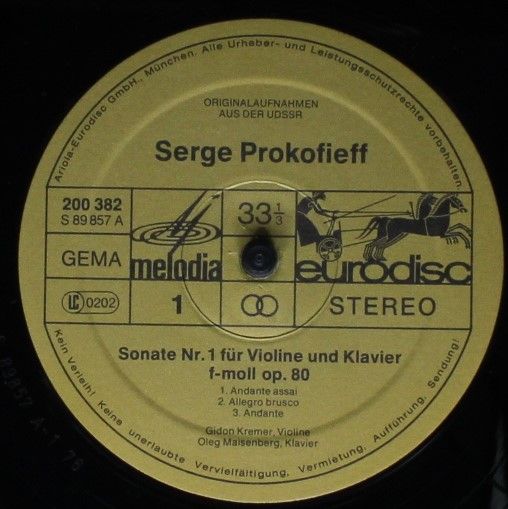 Ariola-Eurodisc GmbH., München. Alle Urheber- und Leistungsschutzrechte vorbehalten.
ORIGINALAUFNAHMEN
AUS DER UDSSR
Serge Prokofieff
200 382
S 89 857 A
33 1/3
GEMA
melodia
eurodisc
LC 0202
1
STEREO
Sonate Nr. 1 für Violine und Klavier
f-moll op. 80
1. Andante assai
2. Allegro brusco
3. Andante
Gidon Kremer, Violine
Oleg Maisenberg, Klavier
Kein Verleih! Keine unerlaubte Vervielfältigung, Vermietung, Aufführung, Sendung!